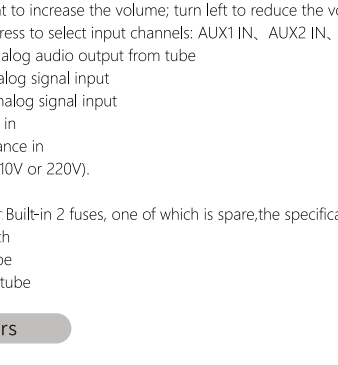 t to increase the volume; turn left to reduce the v
ress to select input channels: AUX1 IN、 AUX2 IN、
alog audio output from tube
alog signal input
nalog signal input
in
ance in
10V or 220V).
Built-in 2 fuses, one of which is spare,the specifica
ch
be
tube
rs